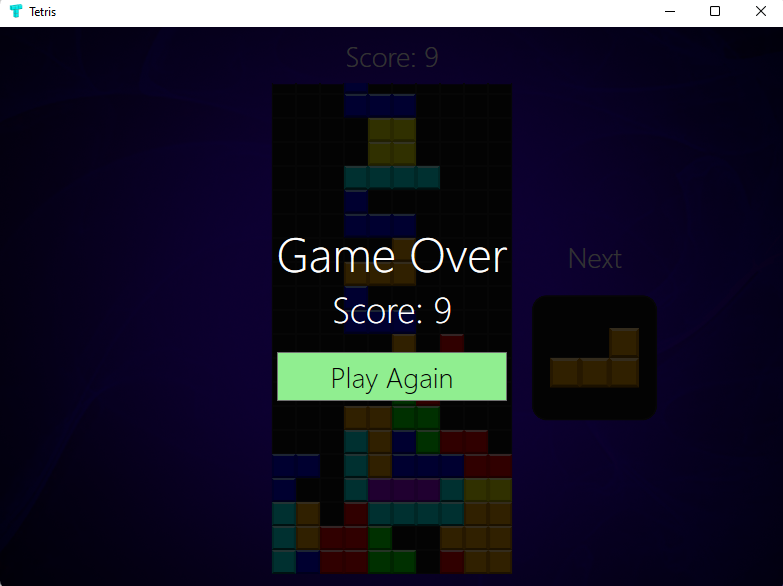 Tetris
Score: 9
Game Over
Score: 9
Play Again
Next